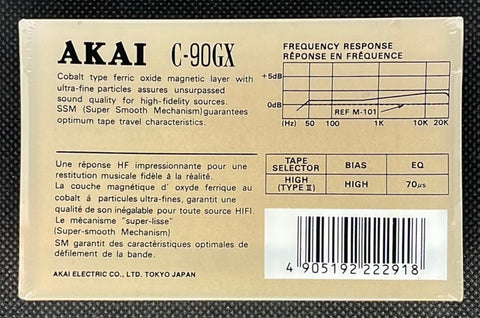 AKAI C-90GX
Cobalt type ferric oxide magnetic layer with
ultra-fine particles assures unsurpassed
sound quality for high-fidelity sources.
SSM (Super Smooth Mechanism)guarantees
optimum tape travel characteristics.
FREQUENCY RESPONSE
RÉPONSE EN FRÉQUENCE
+5dB
0dB
REF M-101
(Hz) 50 100 1K 10K 20K
Une réponse HF impressionnante pour une
restitution musicale fidèle à la réalité.
La couche magnétique d' oxyde ferrique au
cobalt á particules ultra-fines, garantit une
qualité de son inégalable pour toute source HIFI.
Le mécanisme "super-lisse"
(Super-smooth Mechanism)
SM garantit des caractéristiques optimales de
défilement de la bande.
AKAI ELECTRIC CO., LTD. TOKYO JAPAN
TAPE SELECTOR BIAS EQ
HIGH (TYPE II) HIGH 70μs
4 905192 222918